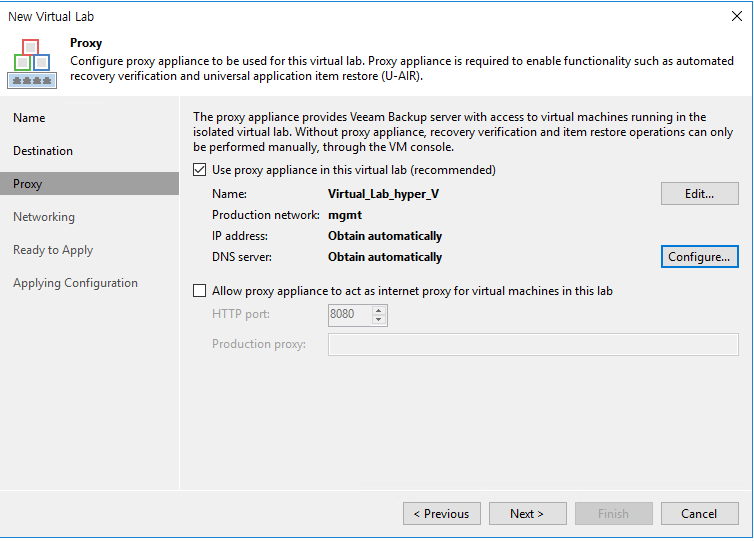 New Virtual Lab
Proxy
Configure proxy appliance to be used for this virtual lab. Proxy appliance is required to enable functionality such as automated
recovery verification and universal application item restore (U-AIR).
Name
Destination
Proxy
Networking
Ready to Apply
Applying Configuration
The proxy appliance provides Veeam Backup server with access to virtual machines running in the
isolated virtual lab. Without proxy appliance, recovery verification and item restore operations can only
be performed manually, through the VM console.
Use proxy appliance in this virtual lab (recommended)
Name: Virtual_Lab_hyper_V Edit...
Production network: mgmt
IP address: Obtain automatically
DNS server: Obtain automatically Configure...
Allow proxy appliance to act as internet proxy for virtual machines in this lab
HTTP port: 8080
Production proxy:
< Previous Next > Finish Cancel